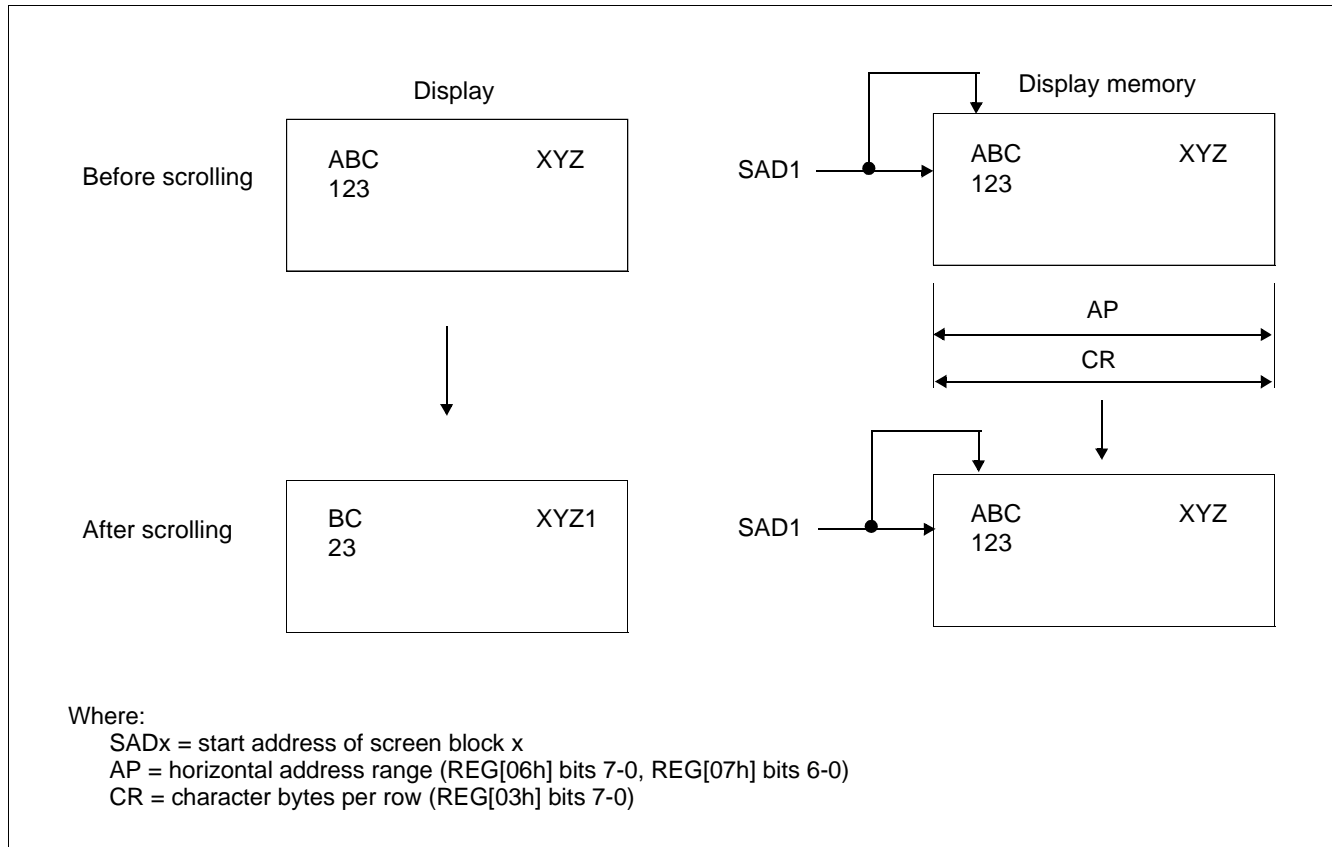 Display
Display memory
Before scrolling
ABC XYZ
123
SAD1
ABC XYZ
123
AP
CR
After scrolling
BC XYZ1
23
SAD1
ABC XYZ
123
Where:
SADx = start address of screen block x
AP = horizontal address range (REG[06h] bits 7-0, REG[07h] bits 6-0)
CR = character bytes per row (REG[03h] bits 7-0)